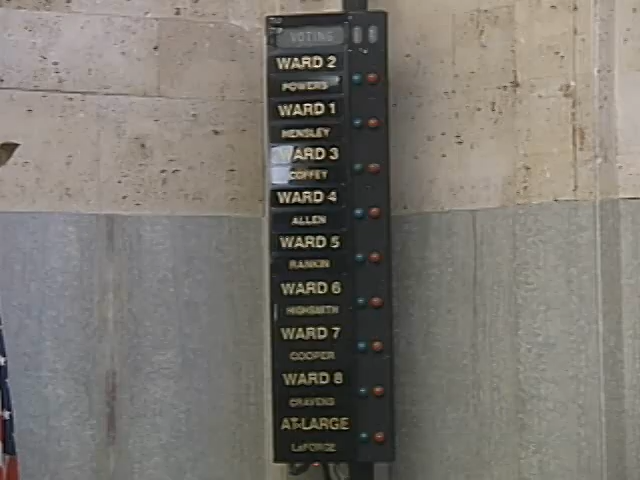 VOTING
WARD 2
POWERS
WARD 1
HENSLEY
WARD 3
COFFEY
WARD 4
ALLEN
WARD 5
RANKIN
WARD 6
HIGHSMITH
WARD 7
COOPER
WARD 8
CRAVENS
AT-LARGE
LaFORGE